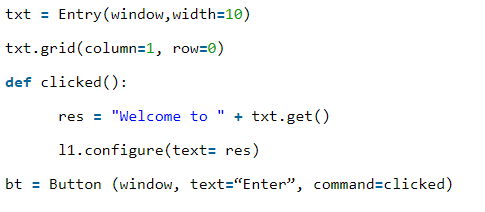 txt = Entry(window,width=10)
txt.grid(column=1, row=0)
def clicked():
res = "Welcome to " + txt.get()
l1.configure(text= res)
bt = Button (window, text=“Enter”, command=clicked)